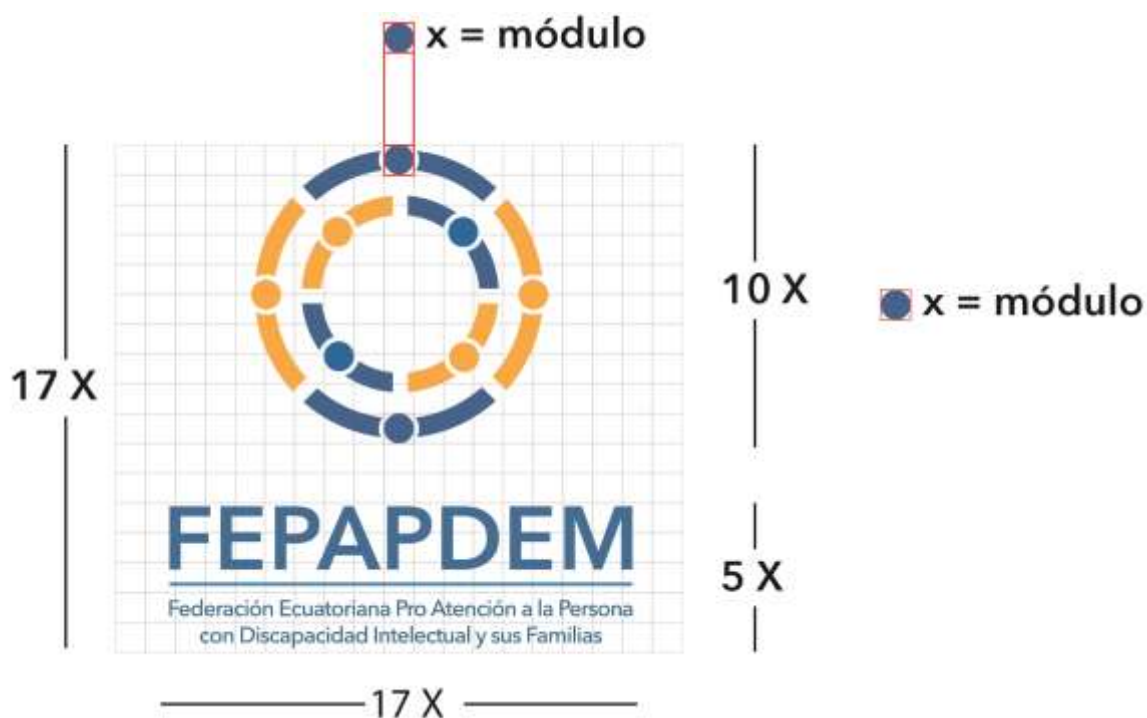 x = módulo
10 X
x = módulo
17 X
FEPAPDEM
5 X
Federación Ecuatoriana Pro Atención a la Persona
con Discapacidad Intelectual y sus Familias
17 X